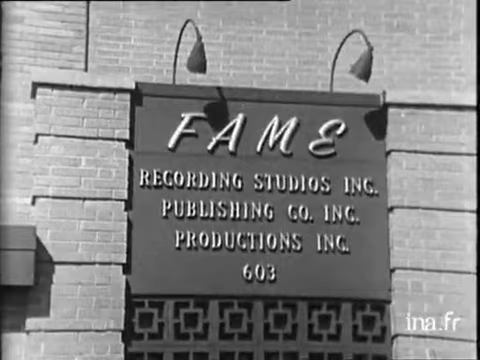 FAME
RECORDING STUDIOS INC.
PUBLISHING CO. INC.
PRODUCTIONS INC.
603
ina.fr